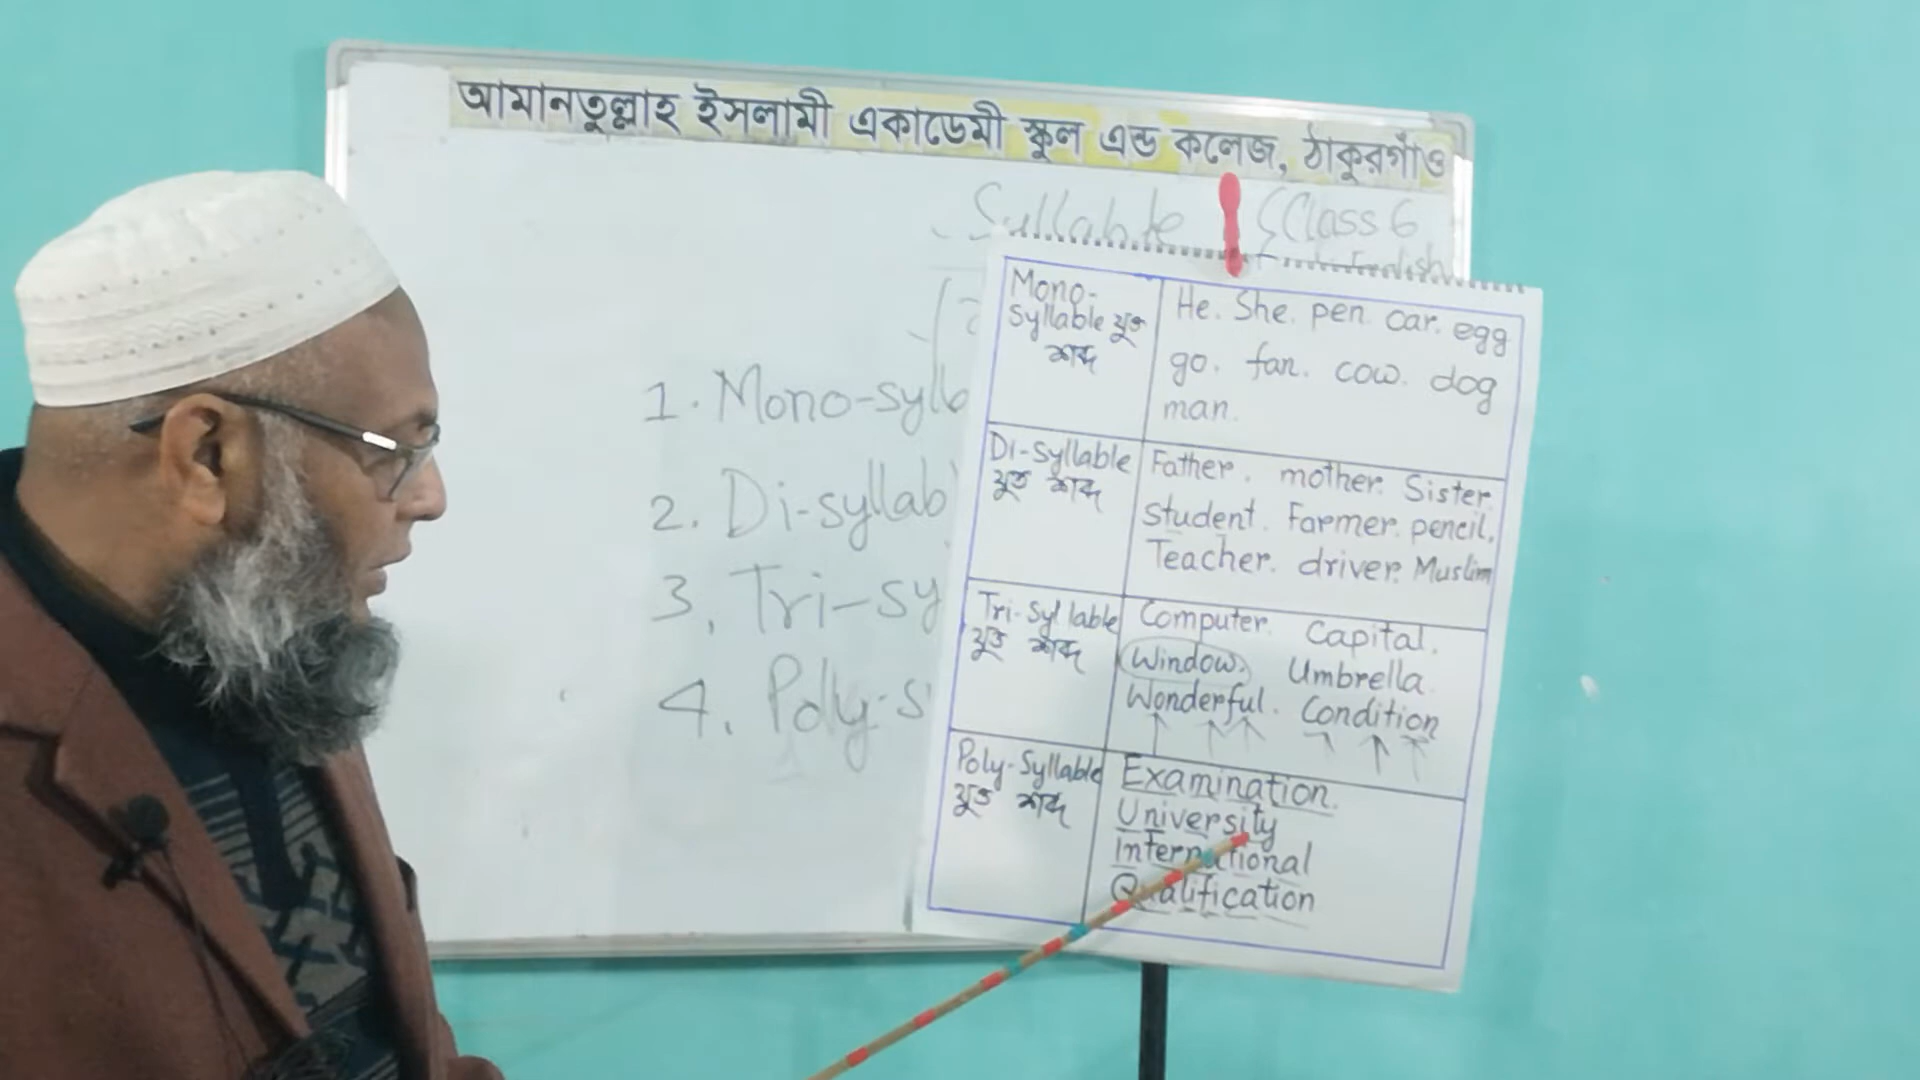 আমানতুল্লাহ ইসলামী একাডেমী স্কুল এন্ড কলেজ, ঠাকুরগাঁও
Syllable {Class 6
English
1. Mono-syllb
2. Di-syllab
3. Tri-sy
4. Poly-s
Mono-
Syllable যুক্ত
শব্দ
He. She. pen. car. egg
go. fan. cow. dog
man.
Di-Syllable
যুক্ত শব্দ
Father. mother. Sister.
Student. Farmer. pencil.
Teacher. driver. Muslim
Tri-Syllable
যুক্ত শব্দ
Computer. Capital.
Window. Umbrella.
Wonderful. Condition
Poly-Syllable
যুক্ত শব্দ
Examination.
University
International
Qualification